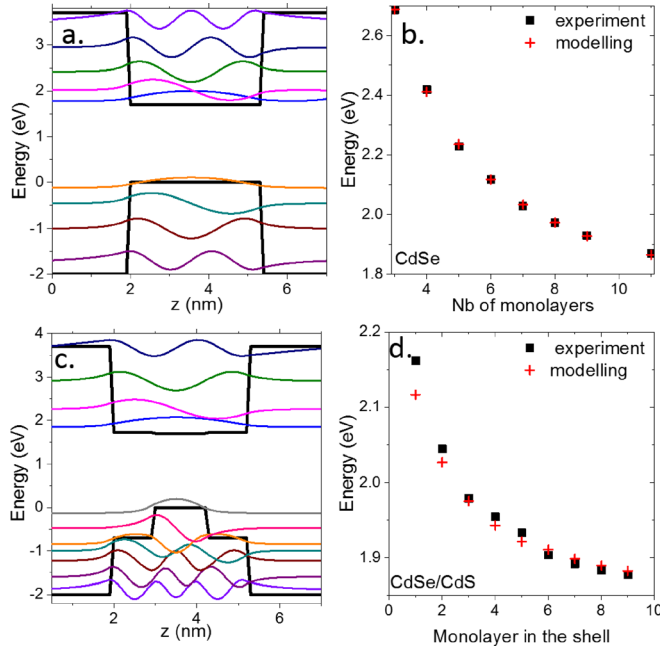 a.
Energy (eV)
3
2
1
0
-1
-2
0 2 4 6
z (nm)
b.
experiment
modelling
Energy (eV)
2.6
2.4
2.2
2.0
1.8
CdSe
4 6 8 10
Nb of monolayers
c.
Energy (eV)
4
3
2
1
0
-1
-2
2 4 6
z (nm)
d.
experiment
modelling
Energy (eV)
2.2
2.1
2.0
1.9
CdSe/CdS
0 2 4 6 8 10
Monolayer in the shell